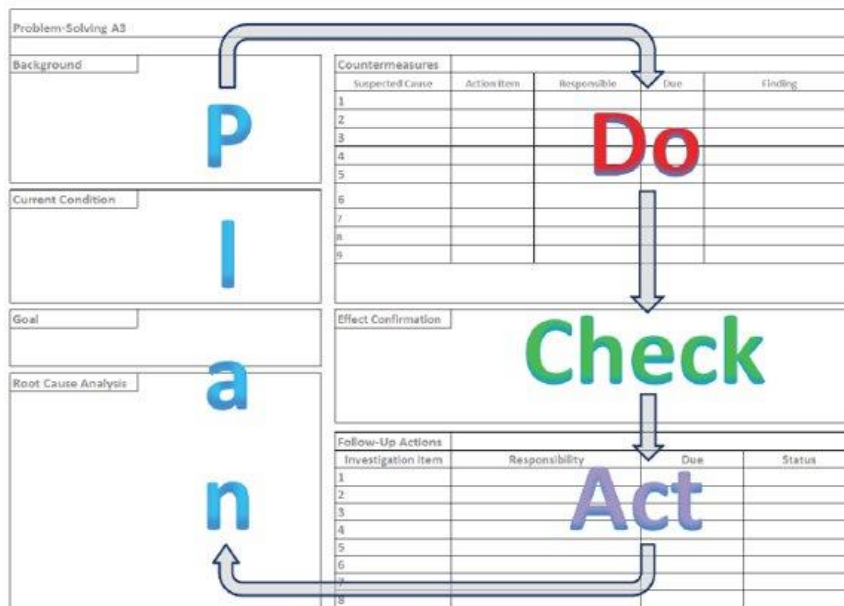 Problem-Solving A3
Background
P
Current Condition
l
Goal
a
Root Cause Analysis
n
Countermeasures
Suspected Cause Action Item Responsible Due Finding
1
2
3
4
5
6
7
8
9
Do
Effect Confirmation
Check
Follow-Up Actions
Investigation Item Responsibility Due Status
1
2
3
4
5
6
7
8
Act